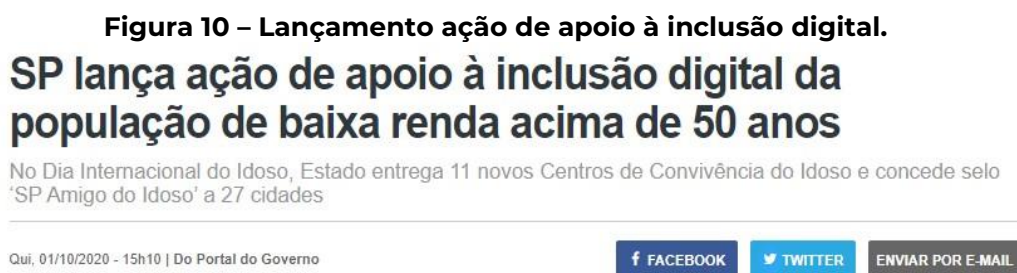 Figura 10 – Lançamento ação de apoio à inclusão digital.
SP lança ação de apoio à inclusão digital da
população de baixa renda acima de 50 anos
No Dia Internacional do Idoso, Estado entrega 11 novos Centros de Convivência do Idoso e concede selo
‘SP Amigo do Idoso’ a 27 cidades
Qui, 01/10/2020 - 15h10 | Do Portal do Governo
FACEBOOK
TWITTER
ENVIAR POR E-MAIL